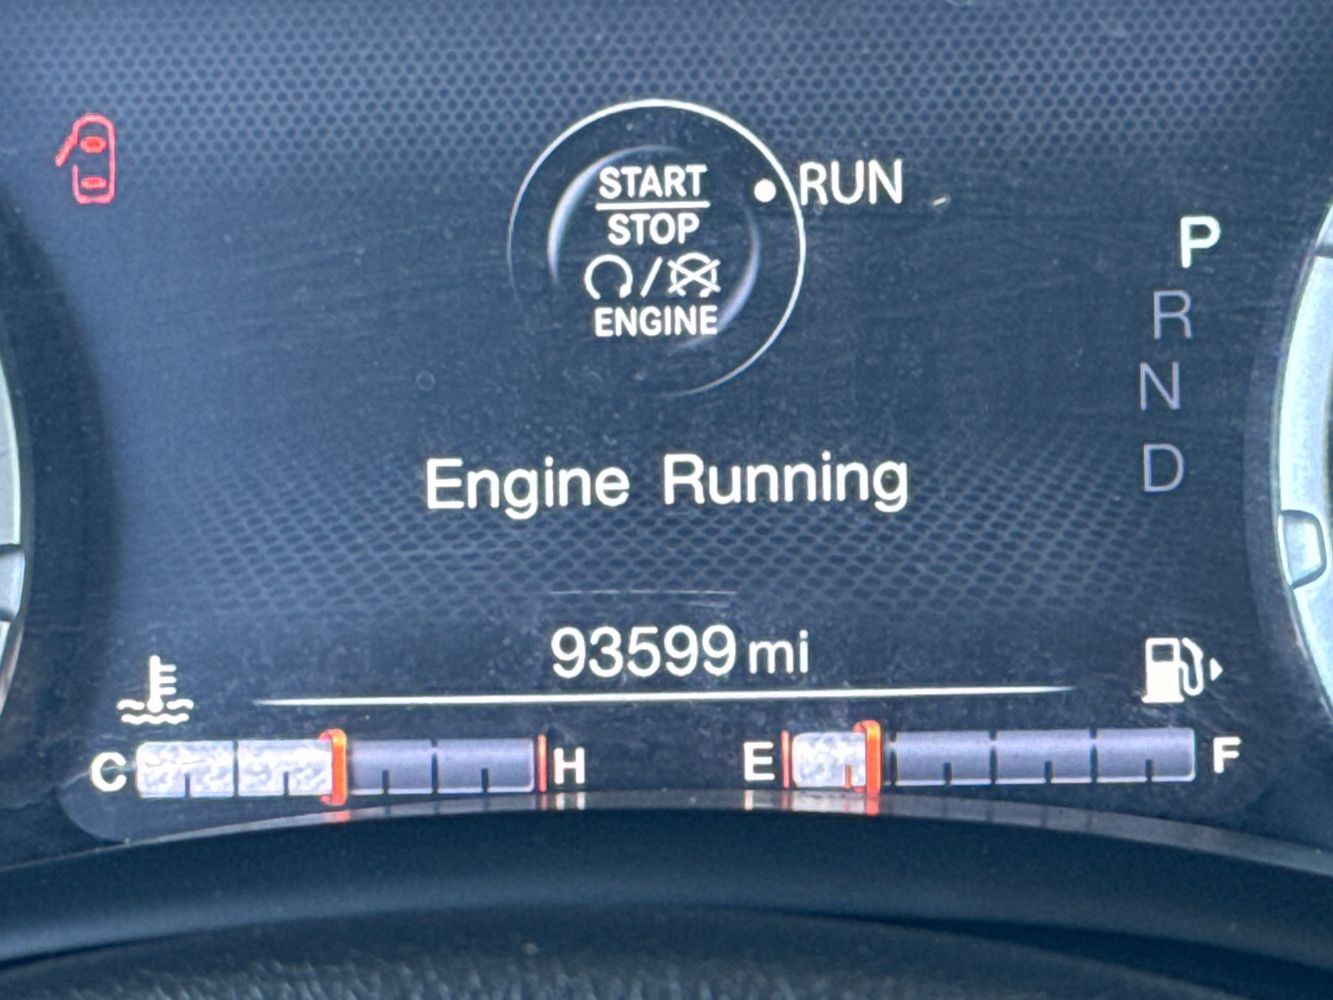 START
STOP
ENGINE
RUN
P
R
N
D
Engine Running
93599 mi
C H
E F